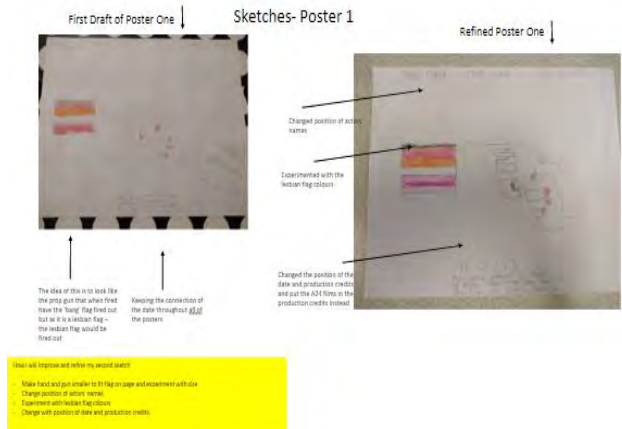 Sketches- Poster 1
First Draft of Poster One
Refined Poster One
Changed position of actors'
names
Experimented with the
lesbian flag colours
Changed the position of the
date and production credits
and put the A24 films in the
production credits instead
The idea of this is to look like
the prop gun that when fired
have the 'bang' flag fired out
but as it is a lesbian flag –
the lesbian flag would be
fired out
Keeping the connection of
the date throughout all of
the posters
How I will improve and refine my second sketch
- Make hand and gun smaller to fit flag on page and experiment with size
- Change position of actors' names
- Experiment with lesbian flag colours
- Change with position of date and production credits